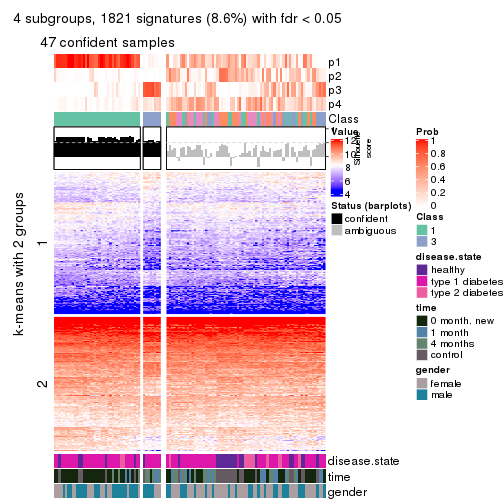 4 subgroups, 1821 signatures (8.6%) with fdr < 0.05
47 confident samples
p1
p2
p3
p4
Class
Silhouette
score
k-means with 2 groups
1
2
disease.state
time
gender
Value
12
10
8
6
4
Status (barplots)
confident
ambiguous
Prob
1
0.8
0.6
0.4
0.2
0
Class
1
3
disease.state
healthy
type 1 diabetes
type 2 diabetes
time
0 month. new
1 month
4 months
control
gender
female
male